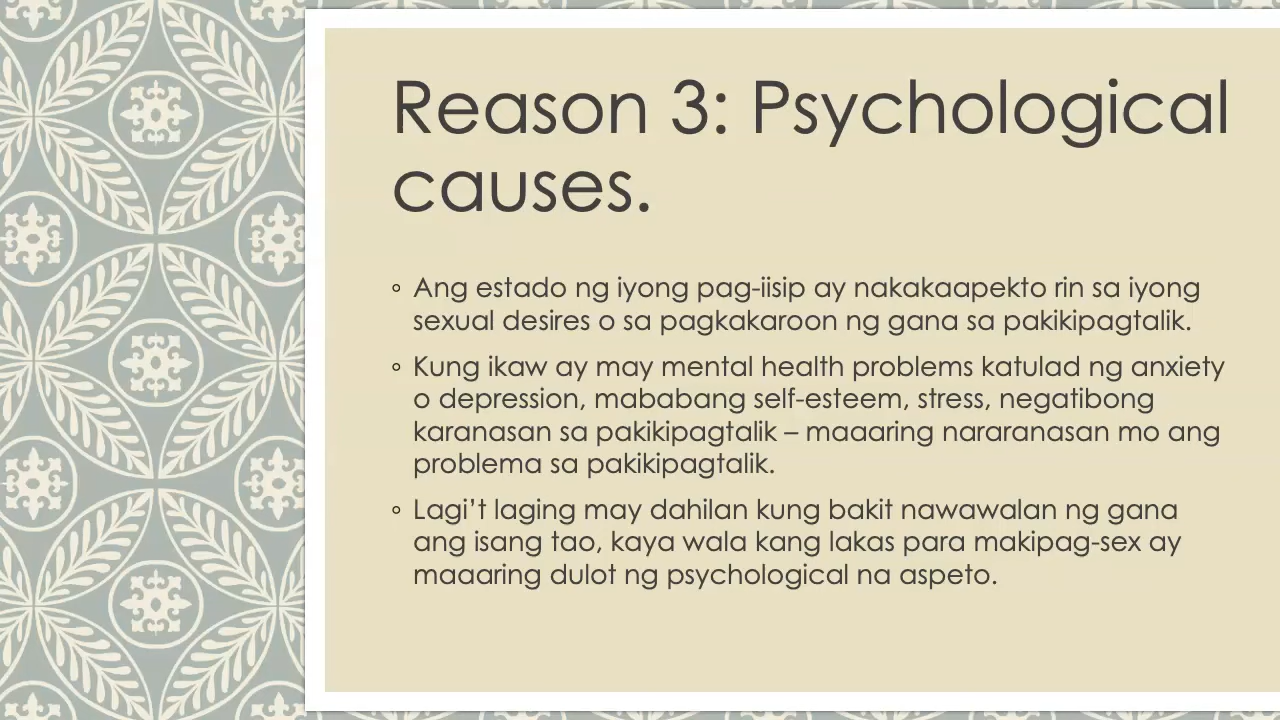 Reason 3: Psychological
causes.
◦ Ang estado ng iyong pag-iisip ay nakakaapekto rin sa iyong
sexual desires o sa pagkakaroon ng gana sa pakikipagtalik.
◦ Kung ikaw ay may mental health problems katulad ng anxiety
o depression, mababang self-esteem, stress, negatibong
karanasan sa pakikipagtalik – maaaring nararanasan mo ang
problema sa pakikipagtalik.
◦ Lagi’t laging may dahilan kung bakit nawawalan ng gana
ang isang tao, kaya wala kang lakas para makipag-sex ay
maaaring dulot ng psychological na aspeto.